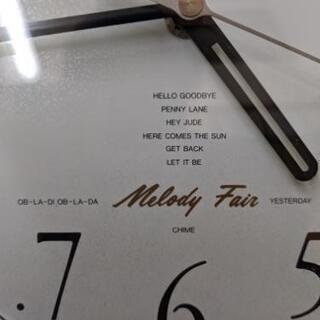 HELLO GOODBYE
PENNY LANE
HEY JUDE
HERE COMES THE SUN
GET BACK
LET IT BE
OB-LA-DI,OB-LA-DA Melody Fair YESTERDAY
CHIME
7 6 5